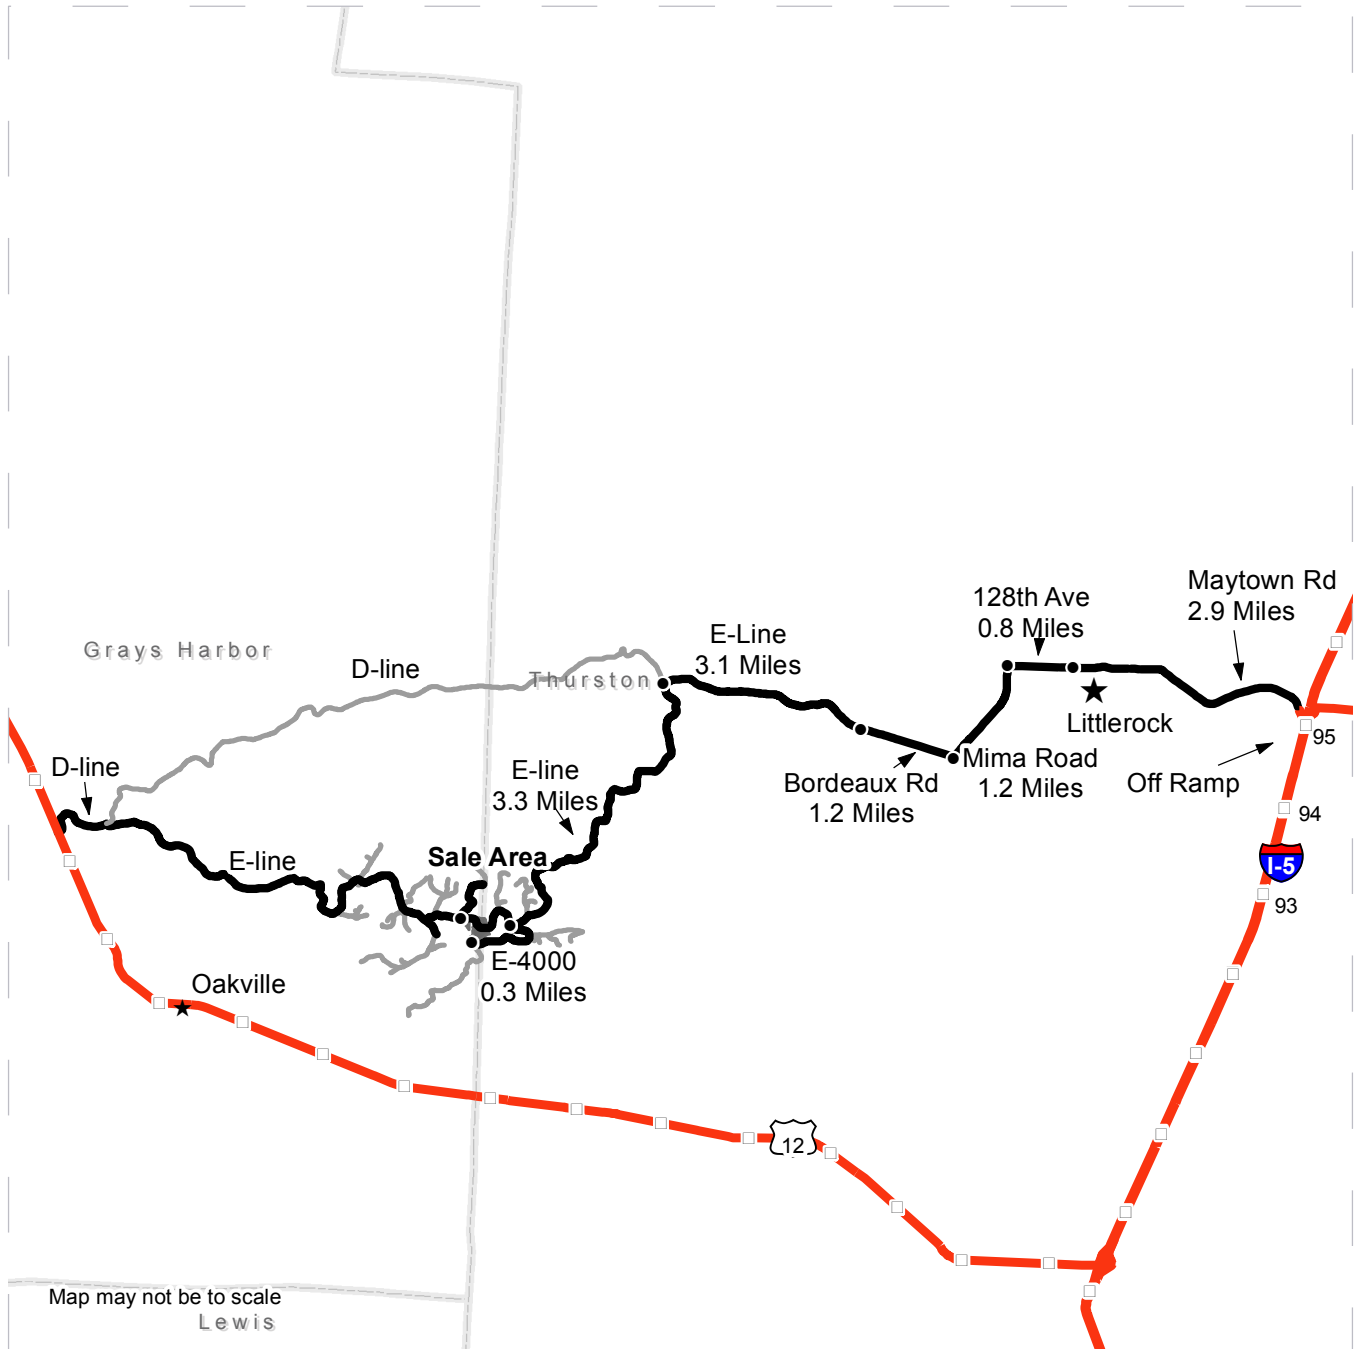 Maytown Rd
2.9 Miles
128th Ave
0.8 Miles
E-Line
3.1 Miles
Grays Harbor
D-line
Thurston
Littlerock
95
Mima Road
1.2 Miles
Bordeaux Rd
1.2 Miles
Off Ramp
D-line
E-line
3.3 Miles
94
E-line
Sale Area
I-5
93
E-4000
0.3 Miles
Oakville
12
Map may not be to scale
Lewis